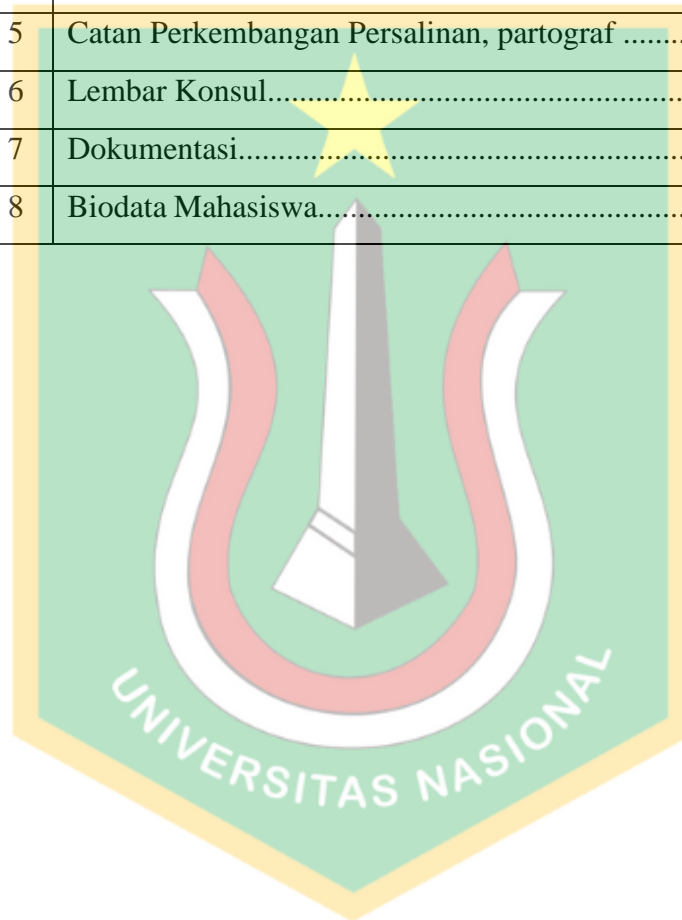 5 Catan Perkembangan Persalinan, partograf ........
6 Lembar Konsul.....................................................
7 Dokumentasi.........................................................
8 Biodata Mahasiswa..............................................
UNIVERSITAS NASIONAL